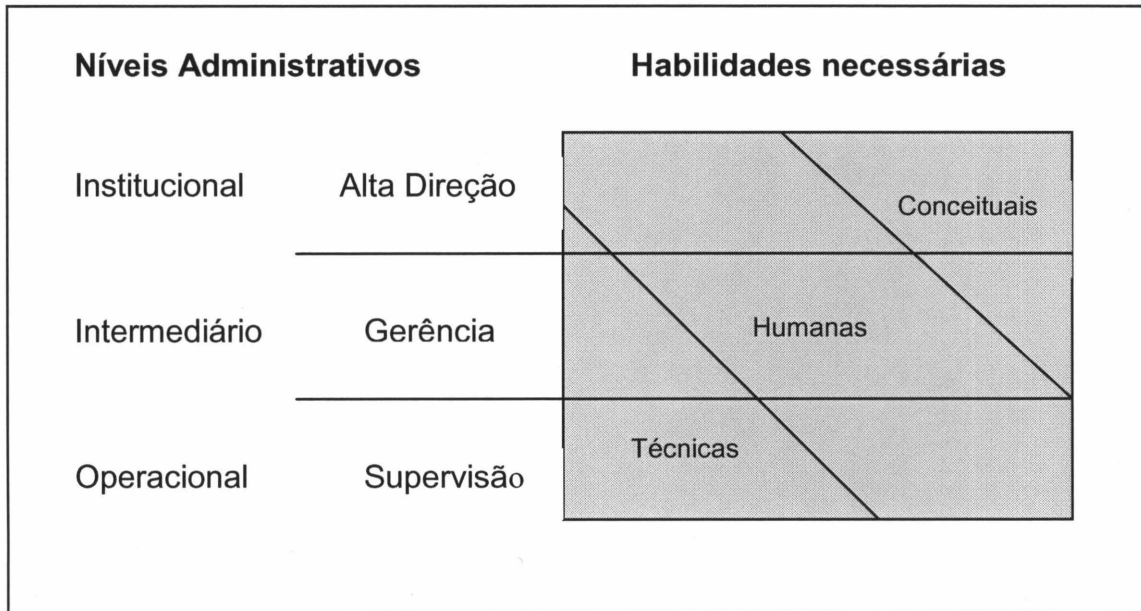 Níveis Administrativos Habilidades necessárias
Institucional Alta Direção Conceituais
Intermediário Gerência Humanas
Operacional Supervisão Técnicas